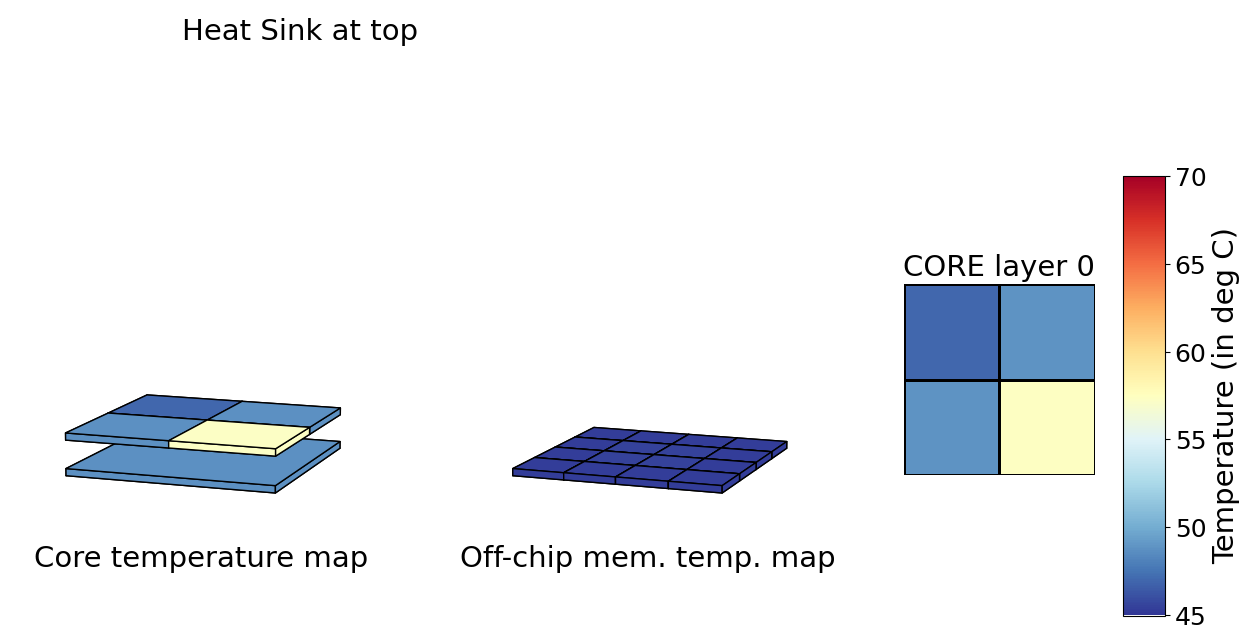 Heat Sink at top
CORE layer 0
70
65
60
55
50
45
Temperature (in deg C)
Core temperature map
Off-chip mem. temp. map